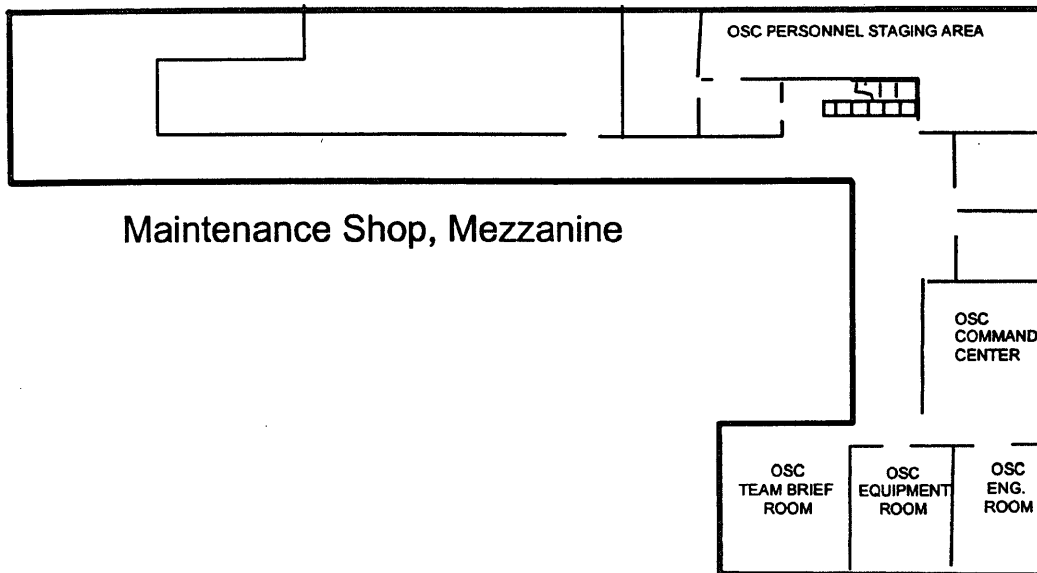 OSC PERSONNEL STAGING AREA
Maintenance Shop, Mezzanine
OSC
COMMAND
CENTER
OSC
TEAM BRIEF
ROOM
OSC
EQUIPMENT
ROOM
OSC
ENG.
ROOM